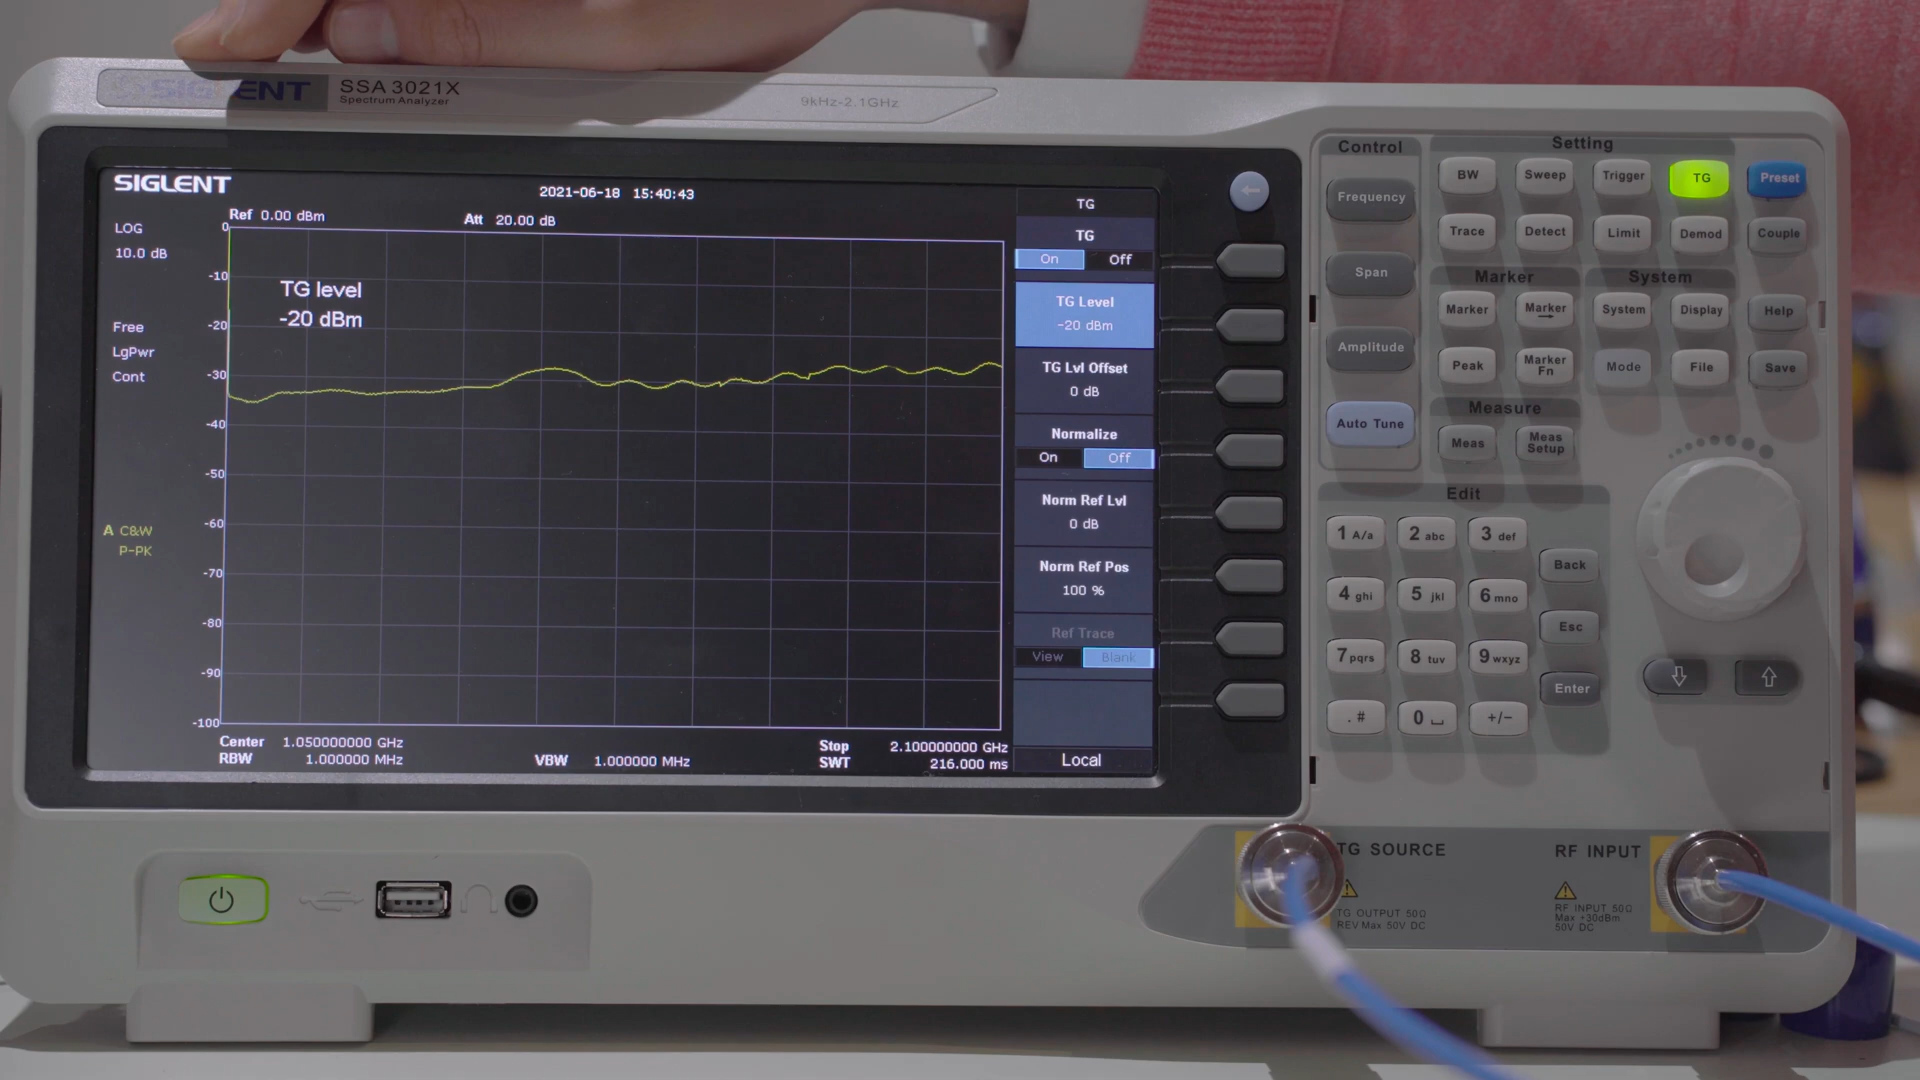 SIGLENT
SSA 3021X
Spectrum Analyzer
9kHz-2.1GHz
SIGLENT
2021-06-18 15:40:43
Ref 0.00 dBm
Att 20.00 dB
LOG
10.0 dB
Free
LgPwr
Cont
A C&W
P-PK
0
-10
-20
-30
-40
-50
-60
-70
-80
-90
-100
TG level
-20 dBm
Center 1.050000000 GHz
RBW 1.000000 MHz
VBW 1.000000 MHz
Stop 2.100000000 GHz
SWT 216.000 ms
TG
TG
On Off
TG Level
-20 dBm
TG Lvl Offset
0 dB
Normalize
On Off
Norm Ref Lvl
0 dB
Norm Ref Pos
100 %
Ref Trace
View Blank
Local
Control
Frequency
Span
Amplitude
Auto Tune
Setting
BW Sweep Trigger TG Preset
Trace Detect Limit Demod Couple
Marker
Marker Marker
Peak Marker Fn
System
System Display Help
Mode File Save
Measure
Meas Meas Setup
Edit
1 A/a 2 abc 3 def
4 ghi 5 jkl 6 mno
7 pqrs 8 tuv 9 wxyz
. # 0 +/-
Back
Esc
Enter
TG SOURCE
TG OUTPUT 50Ω
REV Max 50V DC
RF INPUT
RF INPUT 50Ω
Max +30dBm
50V DC